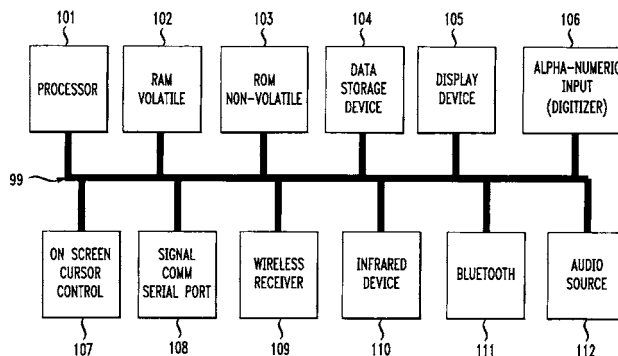 101
102
103
104
105
106
PROCESSOR
RAM
VOLATILE
ROM
NON-VOLATILE
DATA
STORAGE
DEVICE
DISPLAY
DEVICE
ALPHA-NUMERIC
INPUT
(DIGITIZER)
99
ON SCREEN
CURSOR
CONTROL
SIGNAL
COMM
SERIAL PORT
WIRELESS
RECEIVER
INFRARED
DEVICE
BLUETOOTH
AUDIO
SOURCE
107
108
109
110
111
112